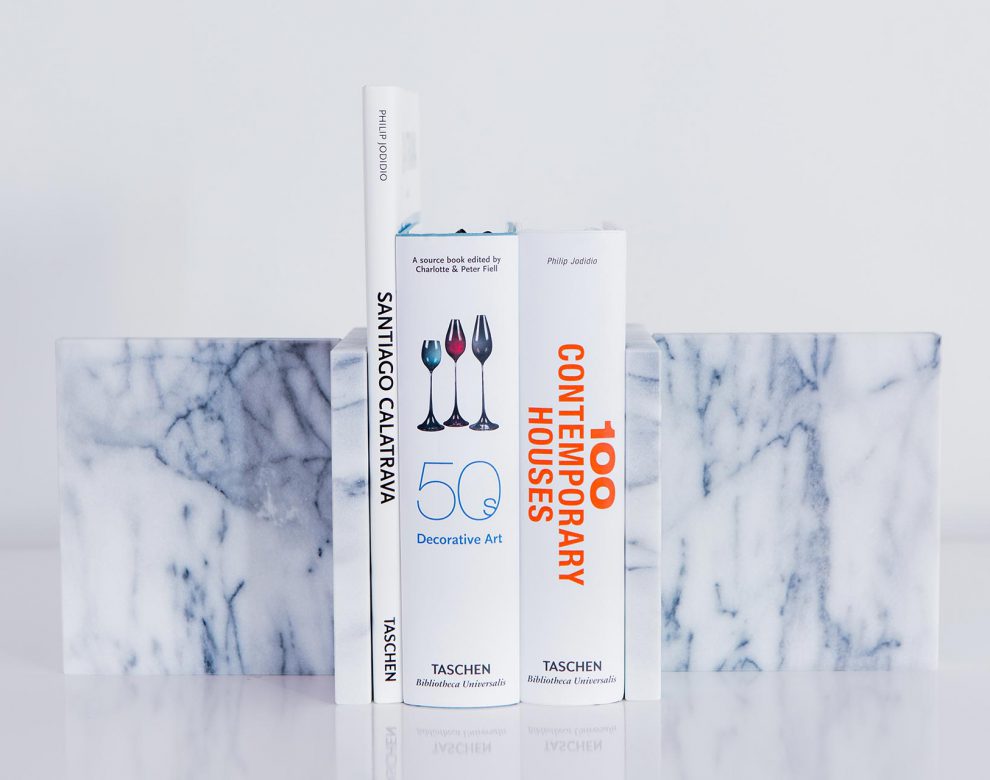 PHILIP JODIDIO
SANTIAGO CALATRAVA
TASCHEN
A source book edited by
Charlotte & Peter Fiell
50s
Decorative Art
TASCHEN
Bibliotheca Universalis
Philip Jodidio
100
CONTEMPORARY
HOUSES
TASCHEN
Bibliotheca Universalis